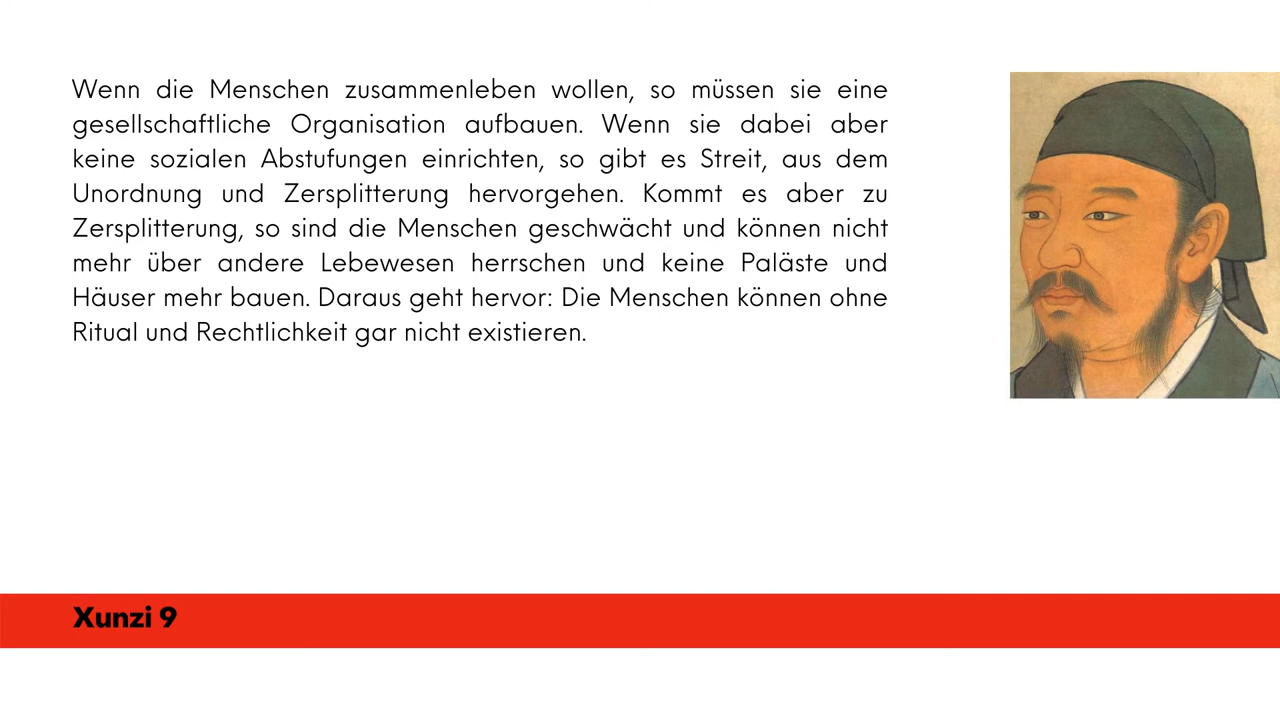 Wenn die Menschen zusammenleben wollen, so müssen sie eine
gesellschaftliche Organisation aufbauen. Wenn sie dabei aber
keine sozialen Abstufungen einrichten, so gibt es Streit, aus dem
Unordnung und Zersplitterung hervorgehen. Kommt es aber zu
Zersplitterung, so sind die Menschen geschwächt und können nicht
mehr über andere Lebewesen herrschen und keine Paläste und
Häuser mehr bauen. Daraus geht hervor: Die Menschen können ohne
Ritual und Rechtlichkeit gar nicht existieren.
Xunzi 9